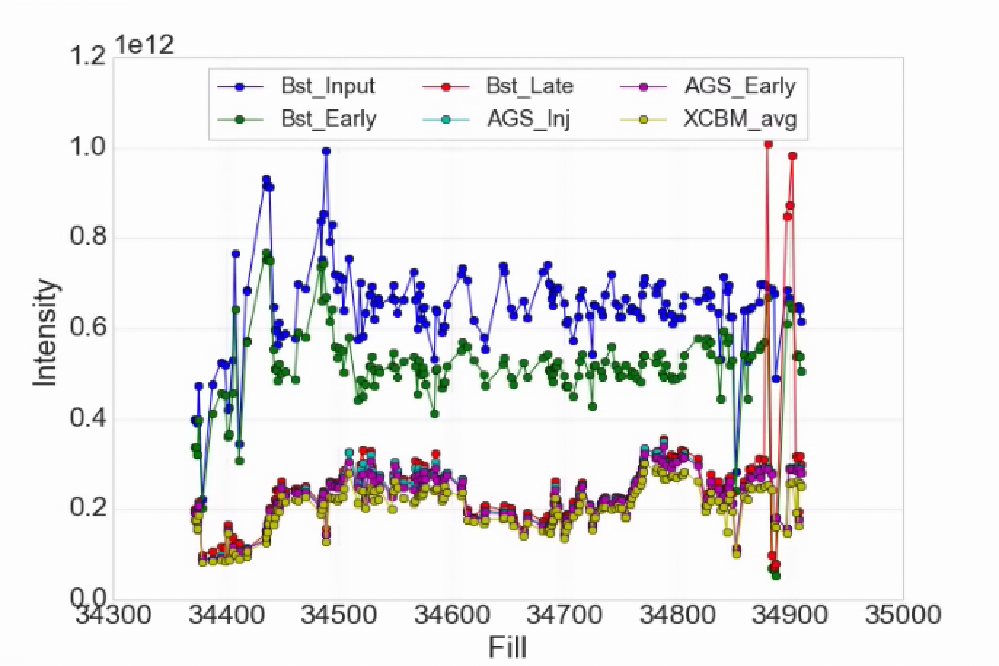 1e12
1.2
1.0
0.8
0.6
0.4
0.2
0.0
Bst_Input Bst_Late AGS_Early
Bst_Early AGS_Inj XCBM_avg
Intensity
34300 34400 34500 34600 34700 34800 34900 35000
Fill